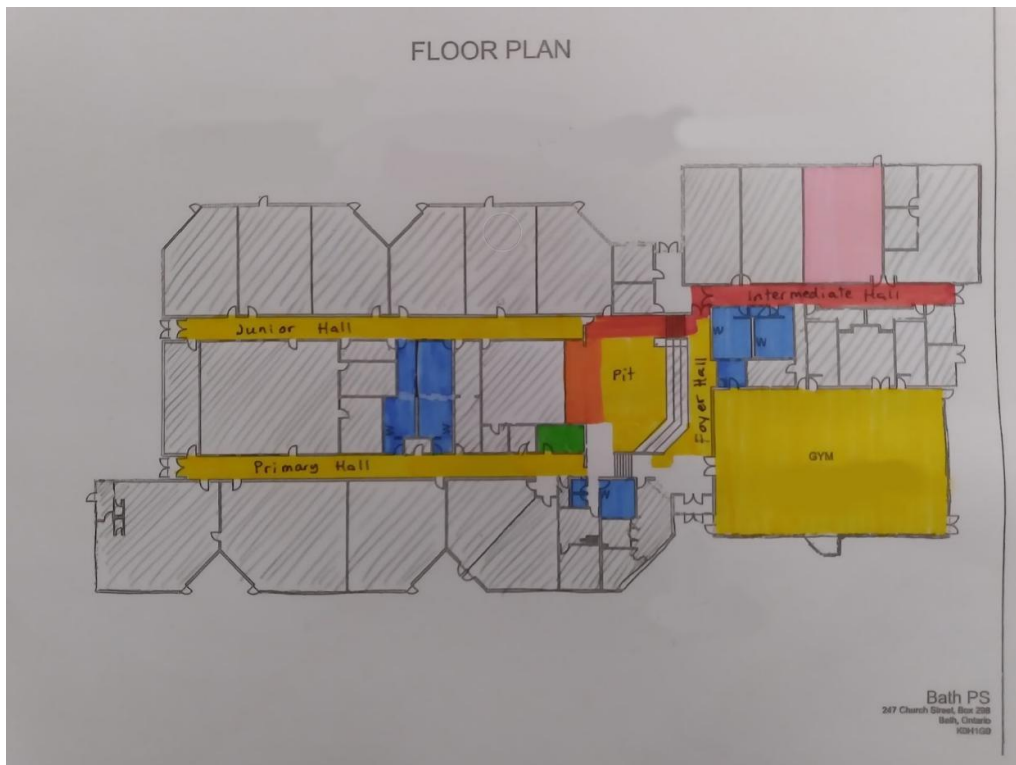 FLOOR PLAN
Intermediate Hall
Junior Hall
W
W
Pit
Foyer Hall
W
W
GYM
Primary Hall
W
Bath PS
247 Church Street, Box 298
Bath, Ontario
K0H1G0